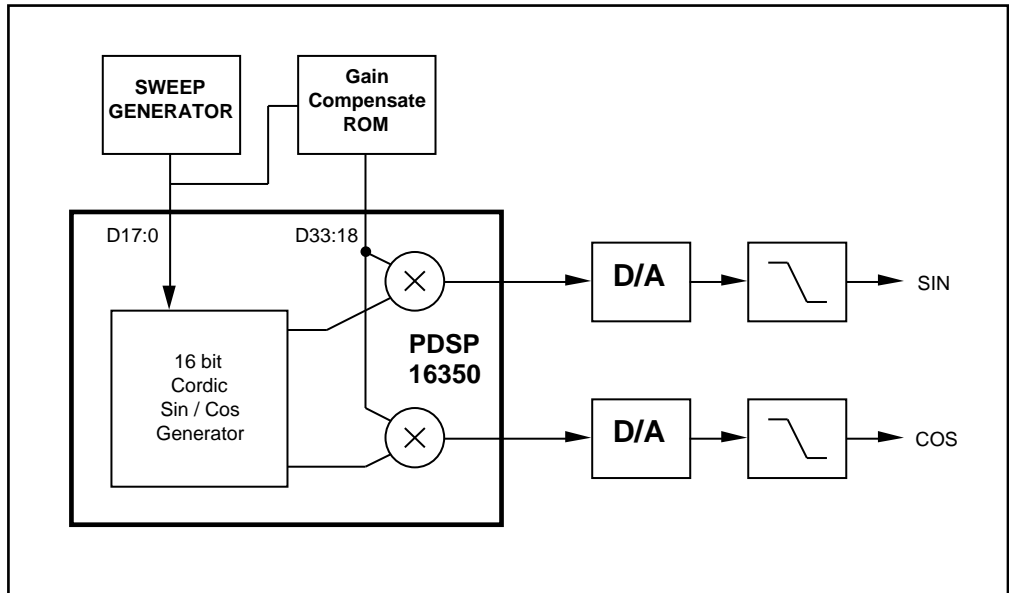 SWEEP
GENERATOR
Gain
Compensate
ROM
D17:0
D33:18
16 bit
Cordic
Sin / Cos
Generator
PDSP
16350
D/A
SIN
D/A
COS